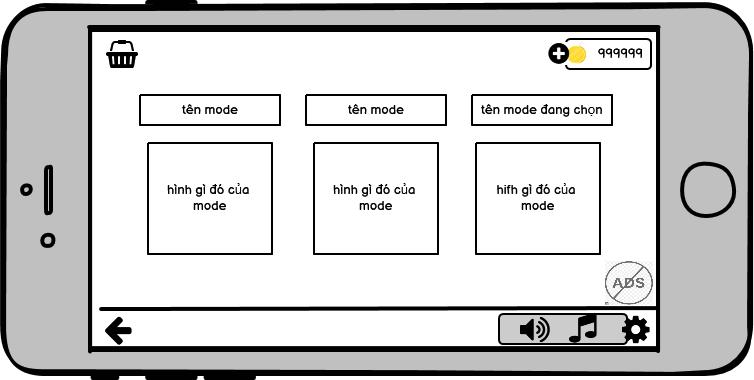 999999
tên mode
tên mode
tên mode đang chọn
hình gì đó của
mode
hình gì đó của
mode
hifh gì đó của
mode
ADS